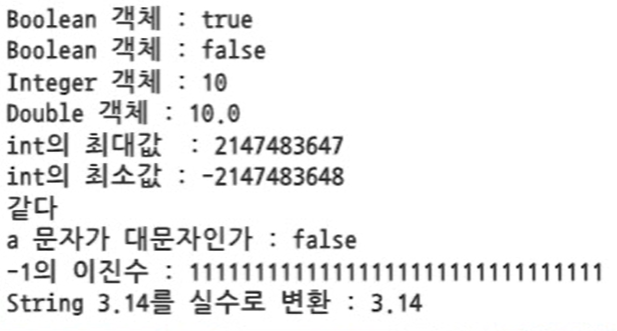 Boolean 객체 : true
Boolean 객체 : false
Integer 객체 : 10
Double 객체 : 10.0
int의 최대값  : 2147483647
int의 최소값 : -2147483648
같다
a 문자가 대문자인가 : false
-1의 이진수 : 11111111111111111111111111111111
String 3.14를 실수로 변환 : 3.14